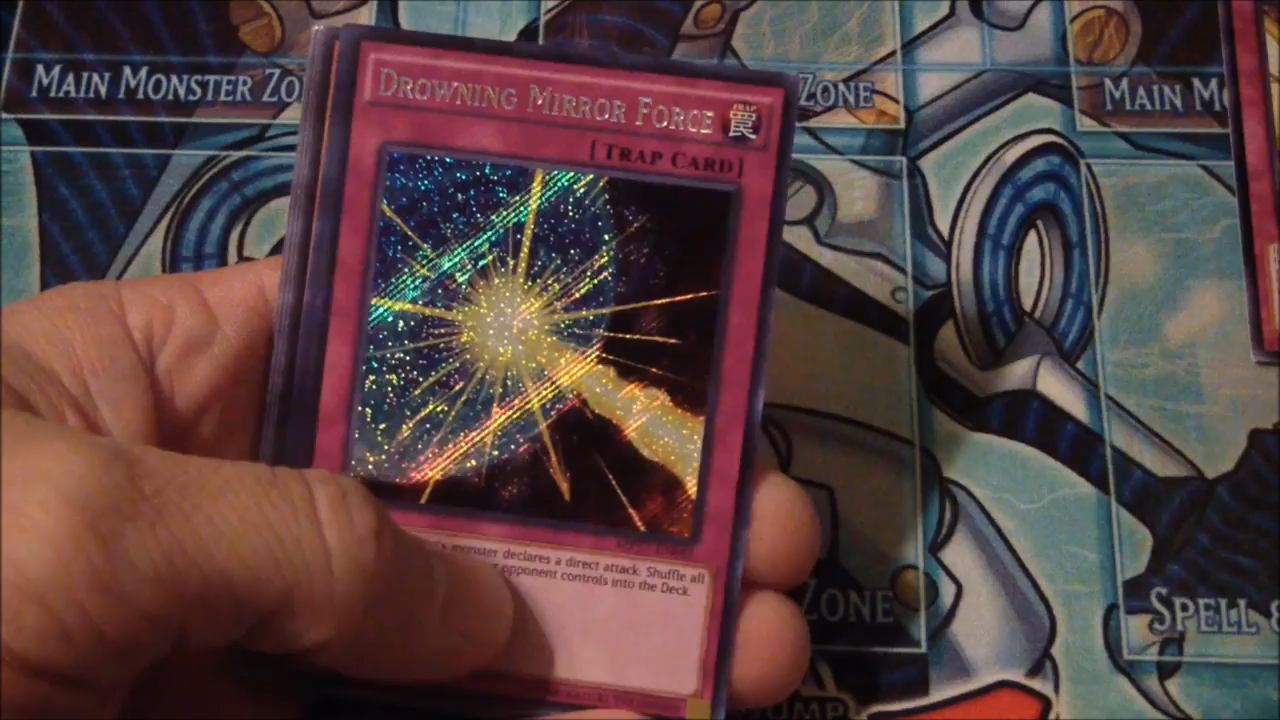 MAIN MONSTER ZO
ZONE
MAIN M
DROWNING MIRROR FORCE
TRAP
罠
[TRAP CARD]
monster declares a direct attack: Shuffle all
opponent controls into the Deck.
ZONE
SPELL &